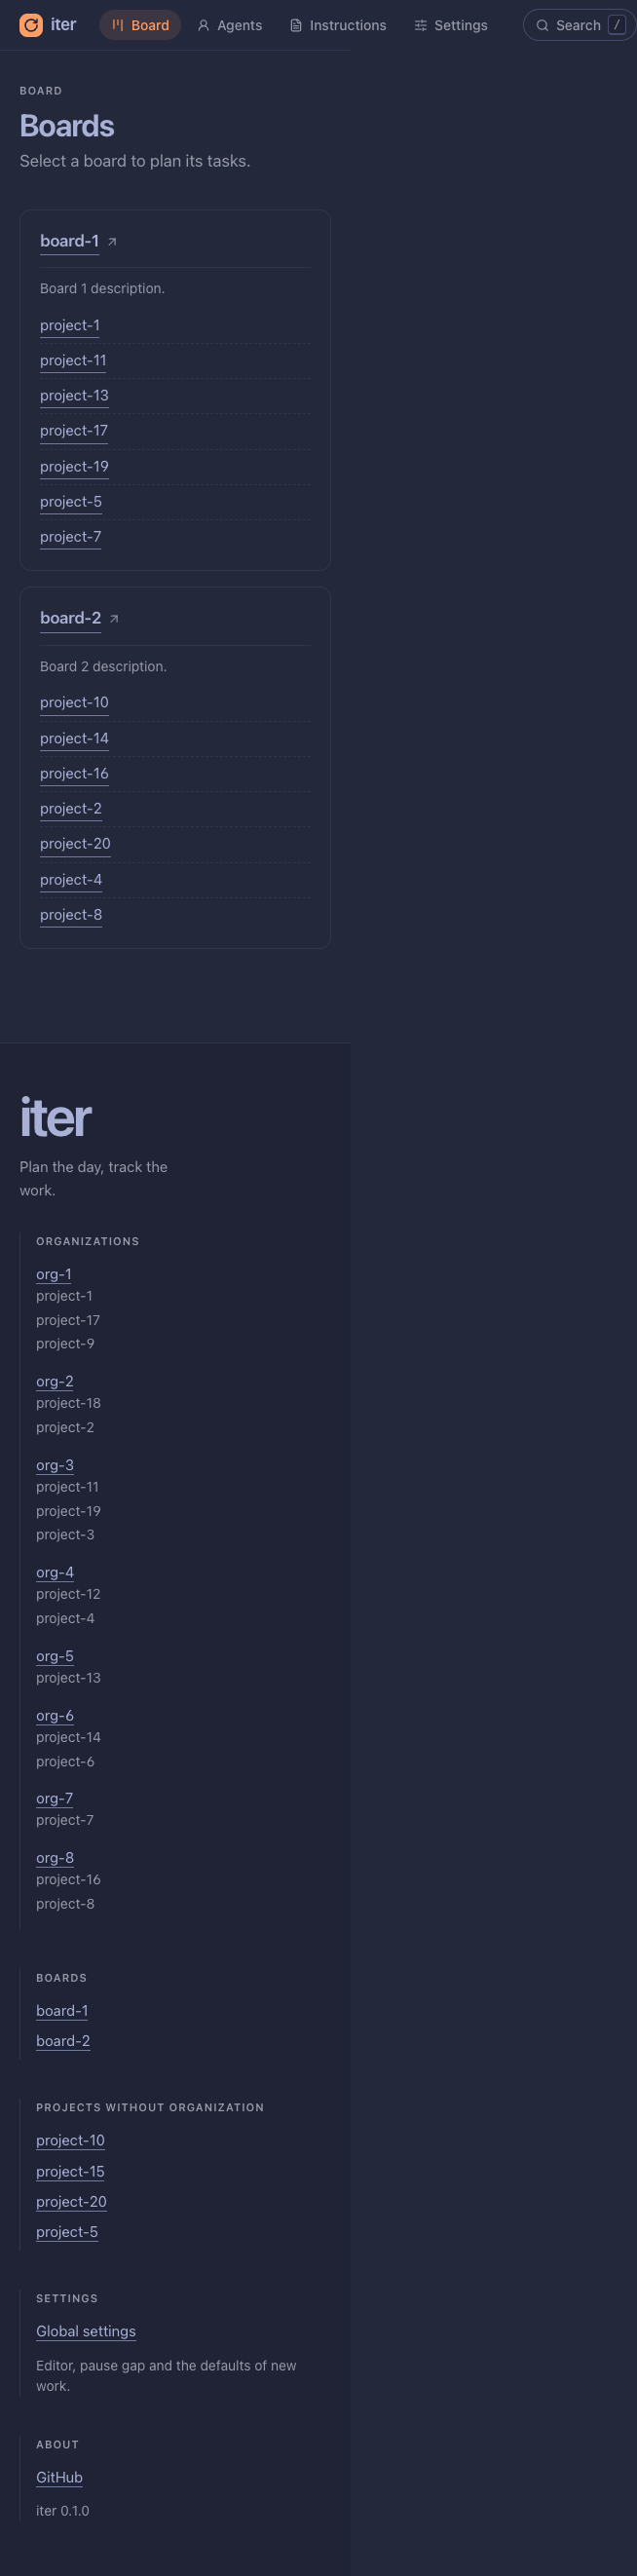 iter
Board
Agents
Instructions
Settings
Search /
BOARD
Boards
Select a board to plan its tasks.
board-1
Board 1 description.
project-1
project-11
project-13
project-17
project-19
project-5
project-7
board-2
Board 2 description.
project-10
project-14
project-16
project-2
project-20
project-4
project-8
iter
Plan the day, track the
work.
ORGANIZATIONS
org-1
project-1
project-17
project-9
org-2
project-18
project-2
org-3
project-11
project-19
project-3
org-4
project-12
project-4
org-5
project-13
org-6
project-14
project-6
org-7
project-7
org-8
project-16
project-8
BOARDS
board-1
board-2
PROJECTS WITHOUT ORGANIZATION
project-10
project-15
project-20
project-5
SETTINGS
Global settings
Editor, pause gap and the defaults of new
work.
ABOUT
GitHub
iter 0.1.0